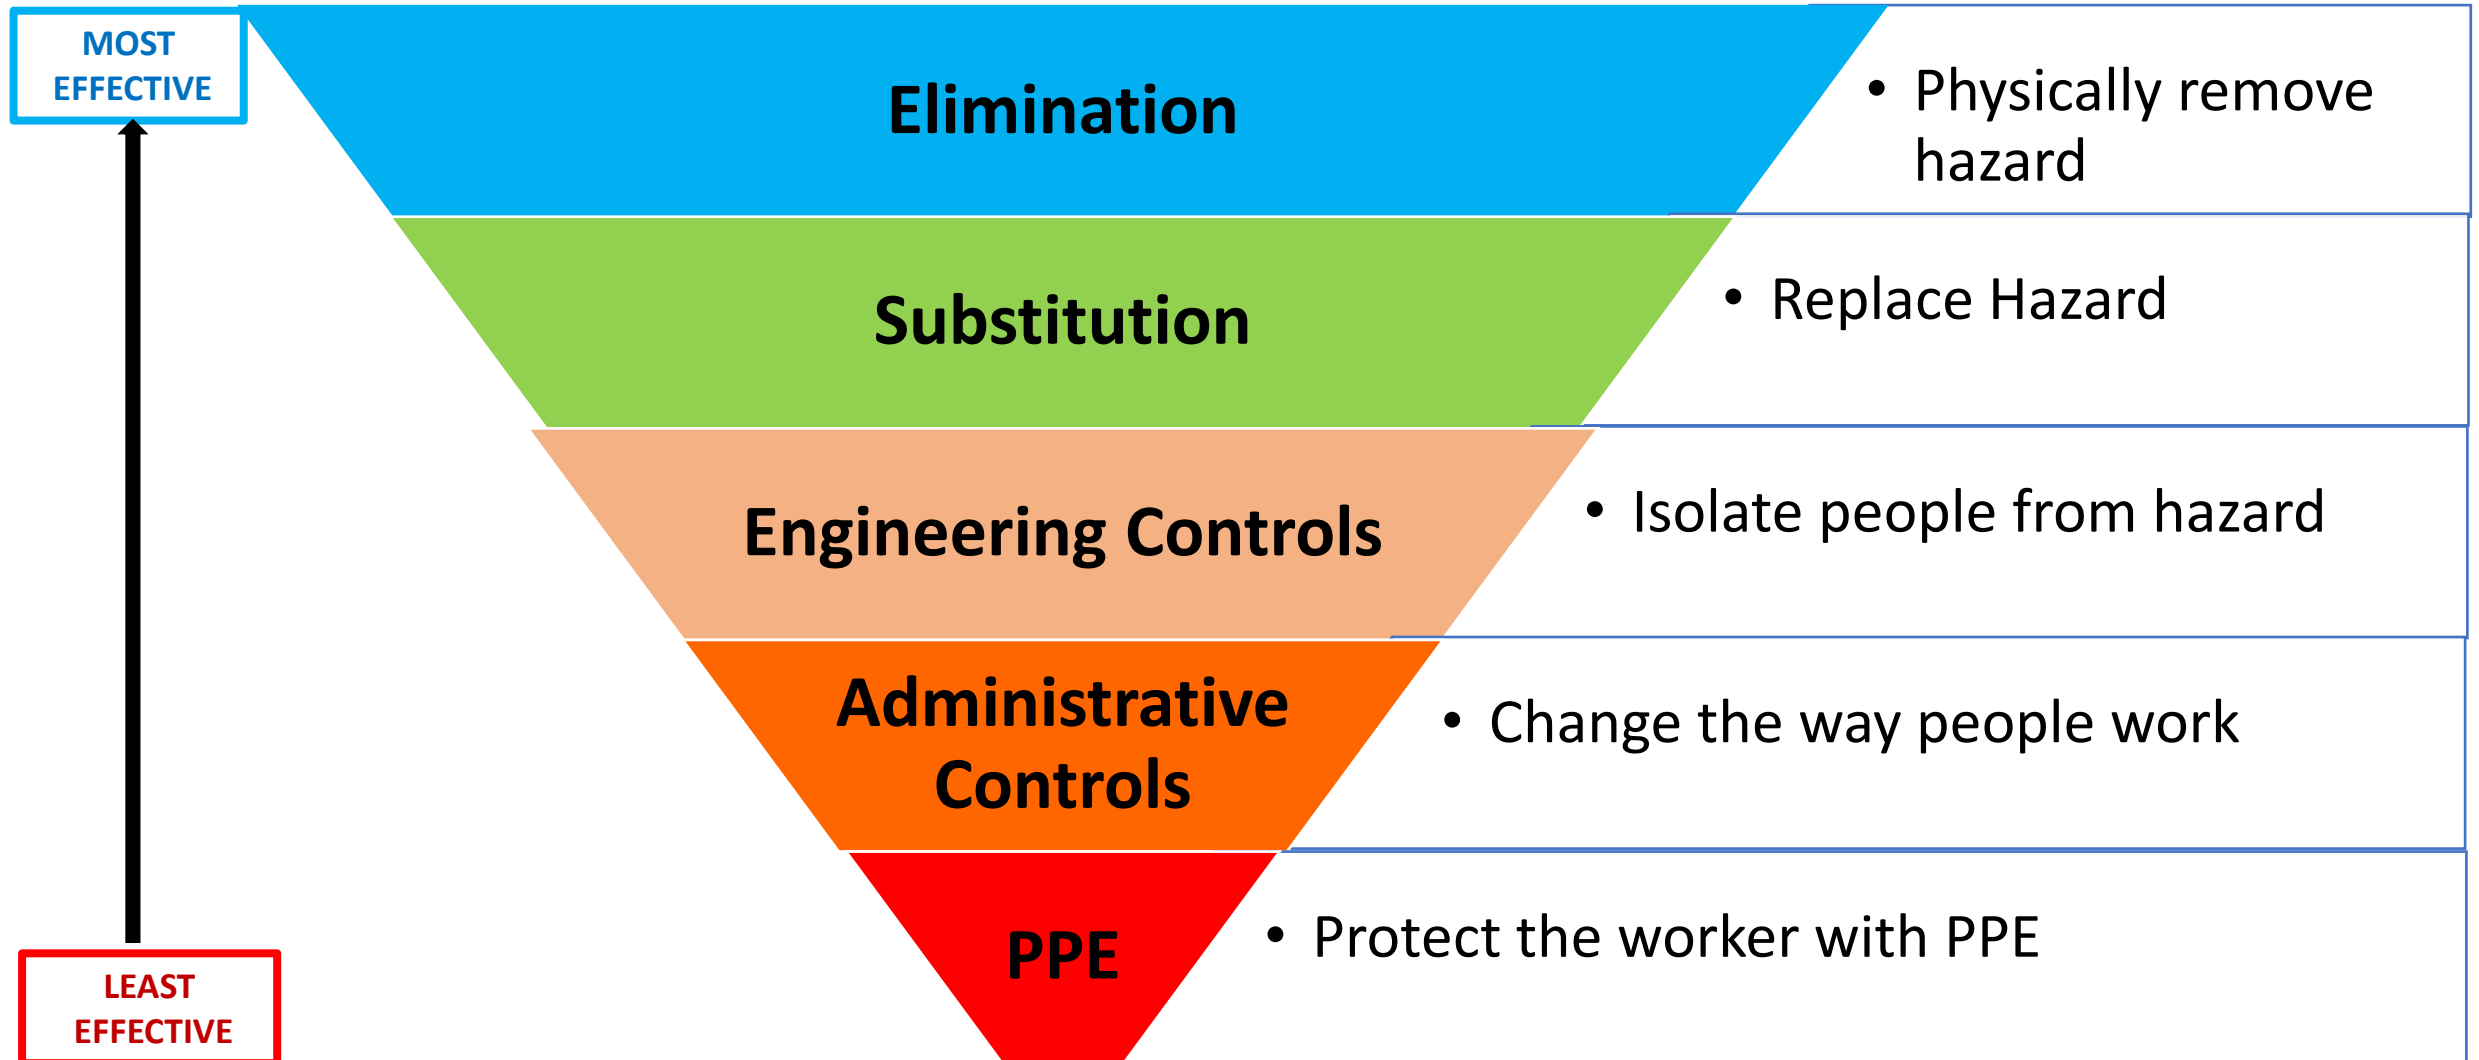 MOST
EFFECTIVE
Elimination
• Physically remove
hazard
Substitution
• Replace Hazard
Engineering Controls
• Isolate people from hazard
Administrative
Controls
• Change the way people work
PPE
• Protect the worker with PPE
LEAST
EFFECTIVE